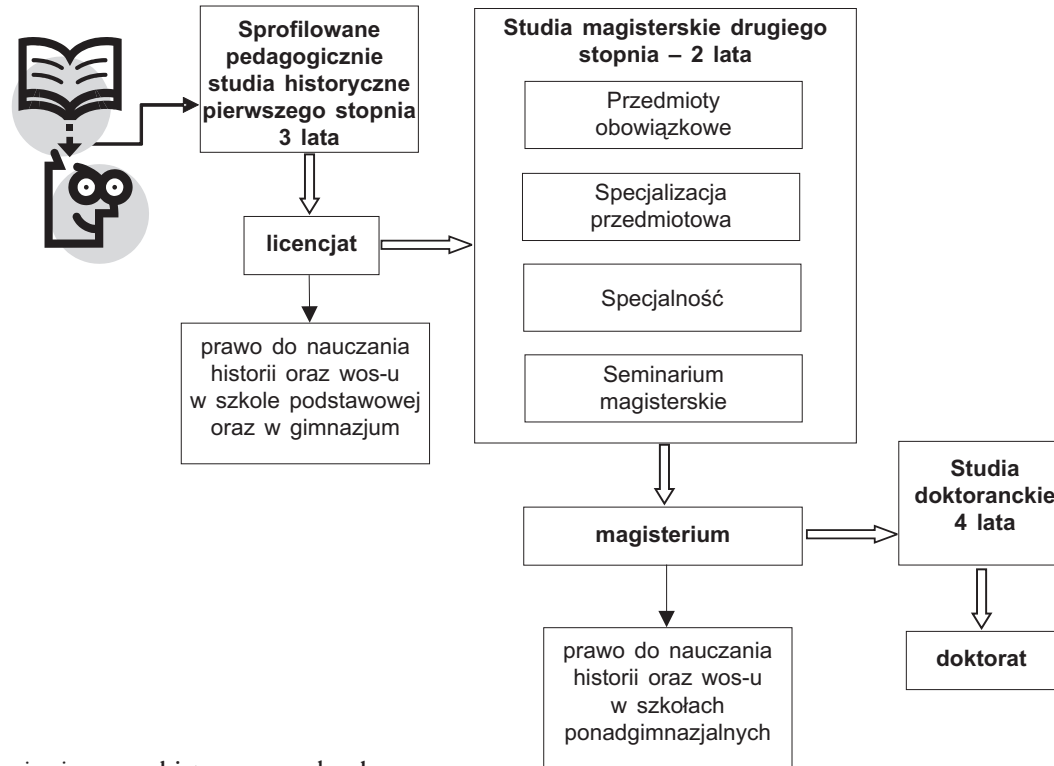 Sprofilowane
pedagogicznie
studia historyczne
pierwszego stopnia
3 lata
licencjat
prawo do nauczania
historii oraz wos-u
w szkole podstawowej
oraz w gimnazjum
Studia magisterskie drugiego
stopnia – 2 lata
Przedmioty
obowiązkowe
Specjalizacja
przedmiotowa
Specjalność
Seminarium
magisterskie
magisterium
prawo do nauczania
historii oraz wos-u
w szkołach
ponadgimnazjalnych
Studia
doktoranckie
4 lata
doktorat